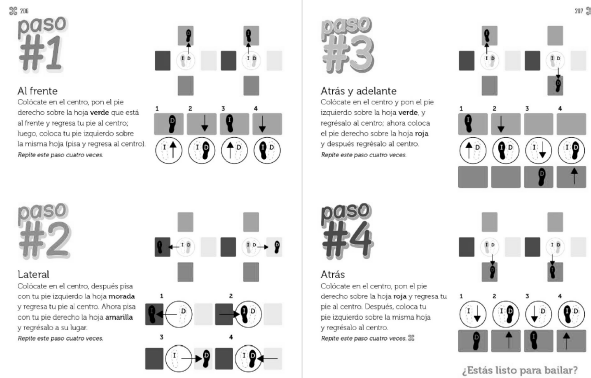 206
paso
#1
Al frente
Colócate en el centro, pon el pie
derecho sobre la hoja verde que está
al frente y regresa tu pie al centro;
luego, coloca tu pie izquierdo sobre
la misma hoja (pisa y regresa al centro).
Repite este paso cuatro veces.
D
I D
I D
1 2 3 4
D I
I I D D I D
paso
#2
Lateral
Colócate en el centro, después pisa
con tu pie izquierdo la hoja morada
y regresa tu pie al centro. Ahora pisa
con tu pie derecho la hoja amarilla
y regrésalo a su lugar.
Repite este paso cuatro veces.
I D
I D
1 2
I D I D
3 4
I D I D
207
paso
#3
Atrás y adelante
Colócate en el centro y pon el pie
izquierdo sobre la hoja verde, y
regrésalo al centro; ahora coloca
el pie derecho sobre la hoja roja
y después regrésalo al centro.
Repite este paso cuatro veces.
I D
I D
1 2 3 4
I
D I D I I D
D
paso
#4
Atrás
Colócate en el centro, pon el pie
derecho sobre la hoja roja y regresa tu
pie al centro. Después, coloca tu
pie izquierdo sobre la misma hoja
y regrésalo al centro.
Repite este paso cuatro veces.
I D
I D
1 2 3 4
I I D D I D
D I
¿Estás listo para bailar?